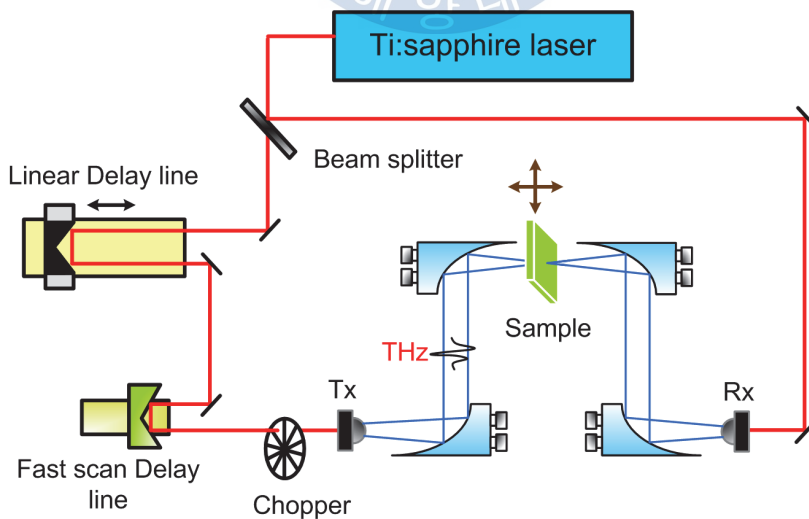 Ti:sapphire laser
Beam splitter
Linear Delay line
Sample
THz
Tx
Rx
Fast scan Delay
line
Chopper